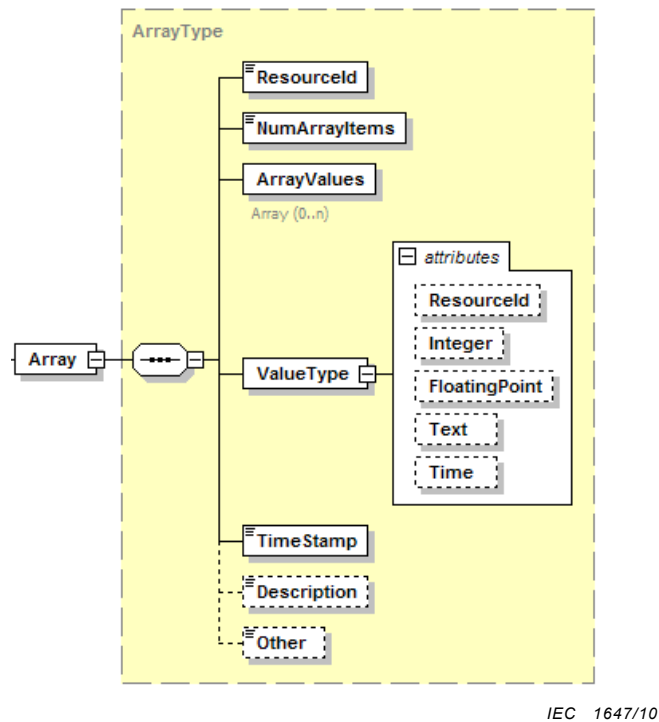 ArrayType
ResourceId
NumArrayItems
ArrayValues
Array (0..n)
attributes
ResourceId
Integer
Array
ValueType
FloatingPoint
Text
Time
TimeStamp
Description
Other
IEC 1647/10